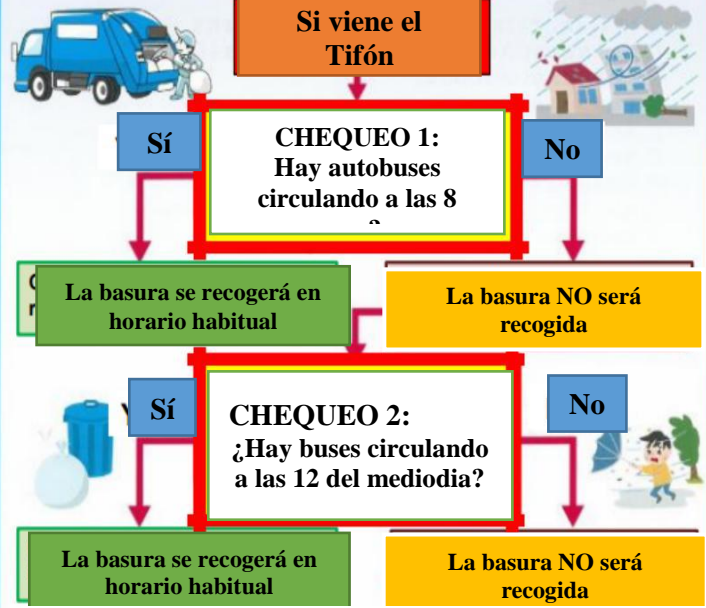 Si viene el
Tifón
Sí
CHEQUEO 1:
Hay autobuses
circulando a las 8
No
La basura se recogerá en
horario habitual
La basura NO será
recogida
Sí
CHEQUEO 2:
¿Hay buses circulando
a las 12 del mediodia?
No
La basura se recogerá en
horario habitual
La basura NO será
recogida